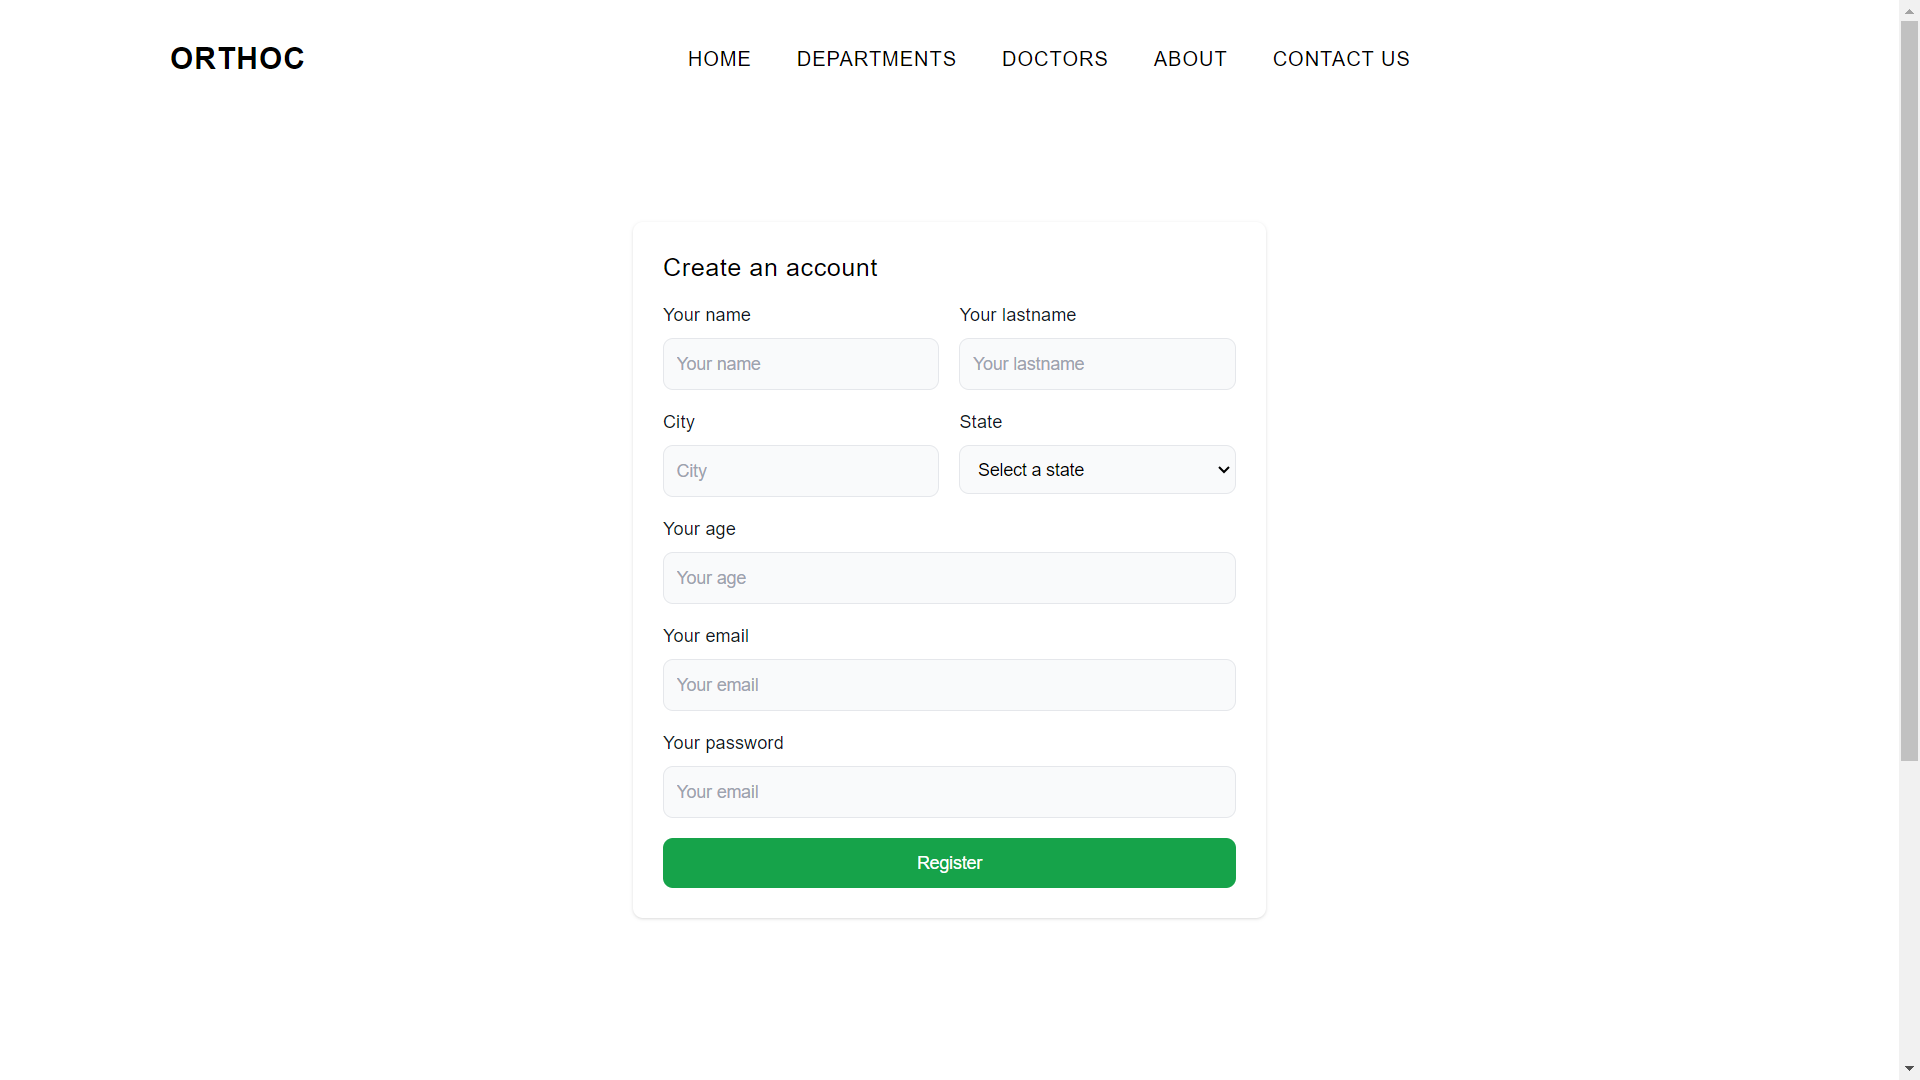 ORTHOC
HOME DEPARTMENTS DOCTORS ABOUT CONTACT US
Create an account
Your name Your lastname
Your name Your lastname
City State
City Select a state
Your age
Your age
Your email
Your email
Your password
Your email
Register